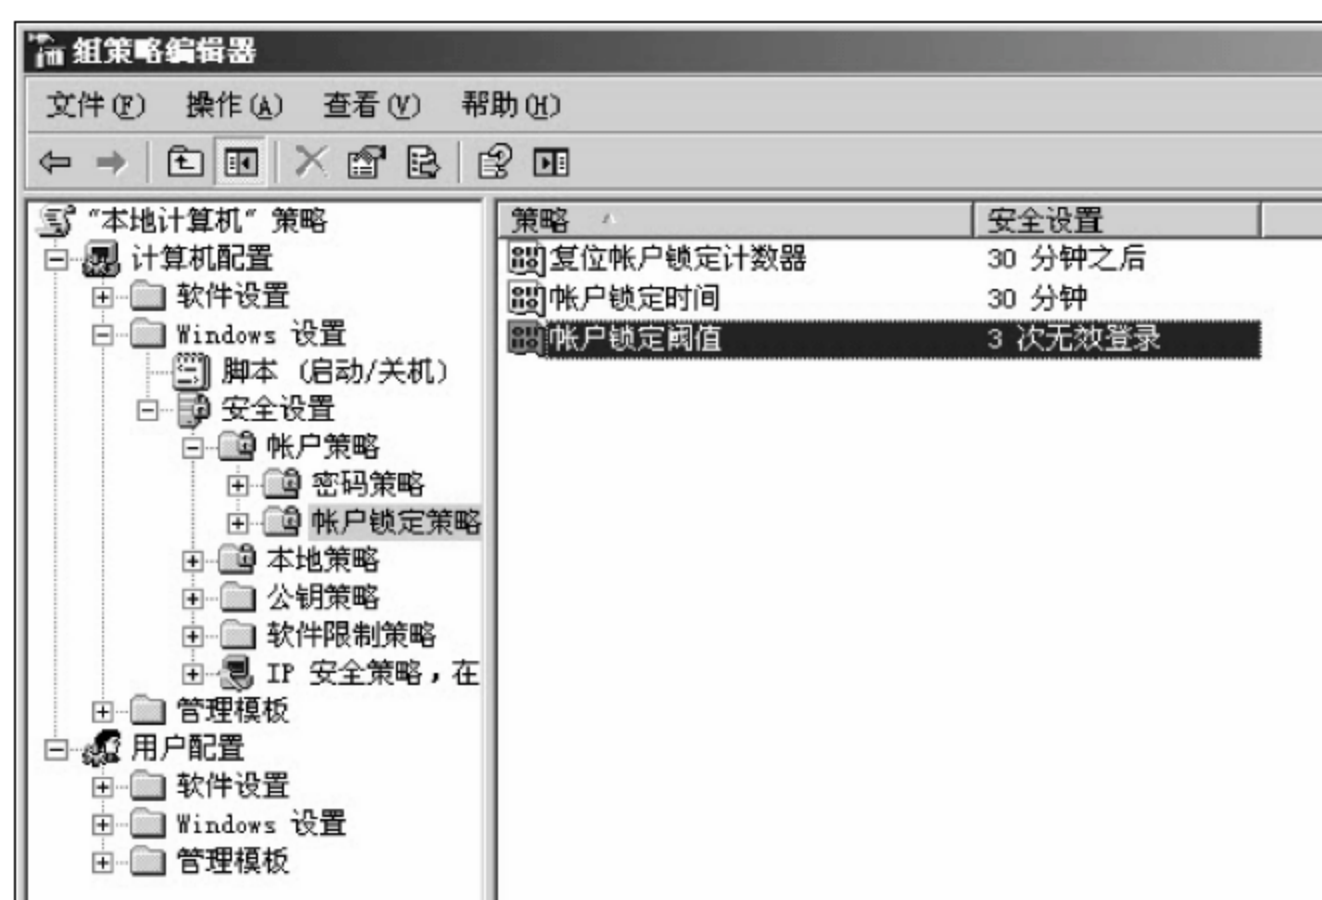 组策略编辑器
文件(F) 操作(A) 查看(V) 帮助(H)
"本地计算机" 策略
计算机配置
软件设置
Windows 设置
脚本 (启动/关机)
安全设置
帐户策略
密码策略
帐户锁定策略
本地策略
公钥策略
软件限制策略
IP 安全策略，在
管理模板
用户配置
软件设置
Windows 设置
管理模板
策略 安全设置
复位帐户锁定计数器 30 分钟之后
帐户锁定时间 30 分钟
帐户锁定阈值 3 次无效登录